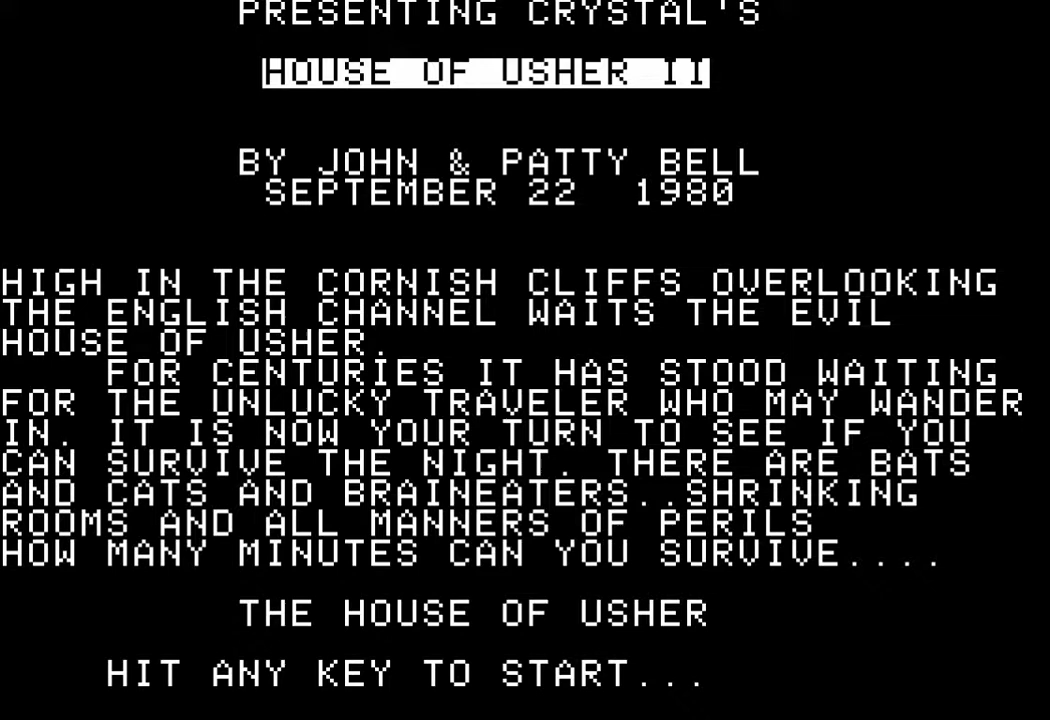 PRESENTING CRYSTAL'S
HOUSE OF USHER II
BY JOHN & PATTY BELL
SEPTEMBER 22  1980
HIGH IN THE CORNISH CLIFFS OVERLOOKING
THE ENGLISH CHANNEL WAITS THE EVIL
HOUSE OF USHER.
FOR CENTURIES IT HAS STOOD WAITING
FOR THE UNLUCKY TRAVELER WHO MAY WANDER
IN. IT IS NOW YOUR TURN TO SEE IF YOU
CAN SURVIVE THE NIGHT. THERE ARE BATS
AND CATS AND BRAINEATERS..SHRINKING
ROOMS AND ALL MANNERS OF PERILS
HOW MANY MINUTES CAN YOU SURVIVE....
THE HOUSE OF USHER
HIT ANY KEY TO START...